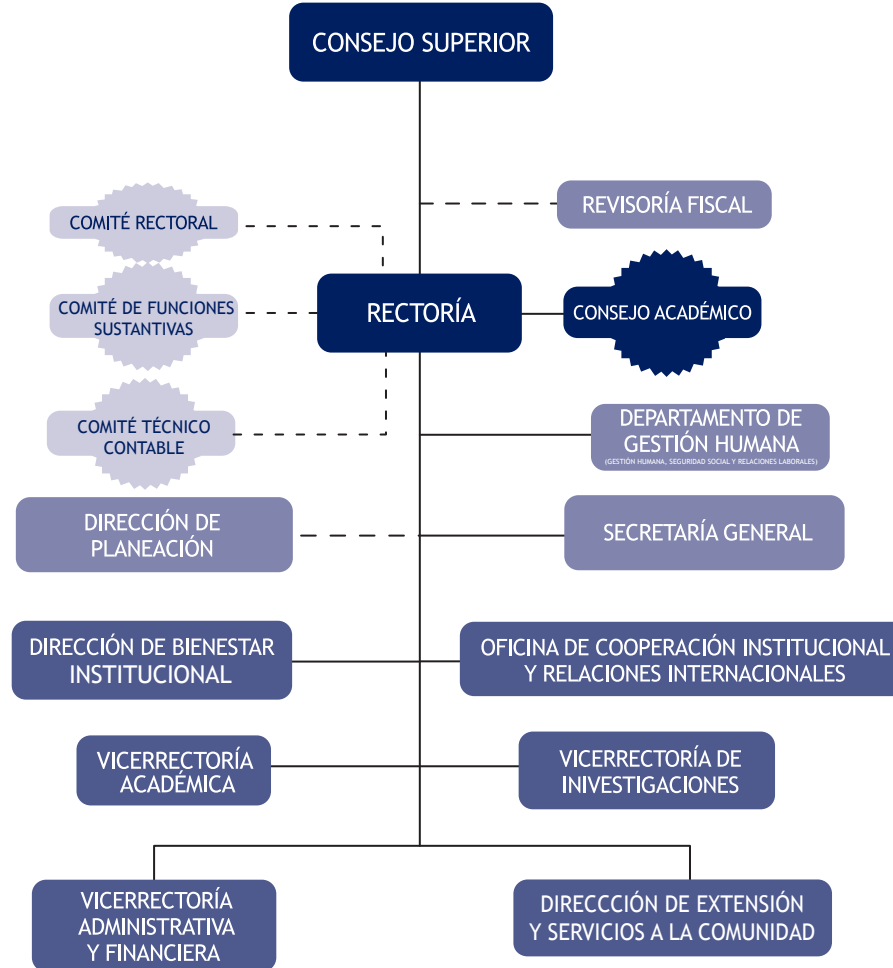 CONSEJO SUPERIOR
COMITÉ RECTORAL
REVISORÍA FISCAL
COMITÉ DE FUNCIONES
SUSTANTIVAS
RECTORÍA
CONSEJO ACADÉMICO
COMITÉ TÉCNICO
CONTABLE
DEPARTAMENTO DE
GESTIÓN HUMANA
(GESTIÓN HUMANA, SEGURIDAD SOCIAL Y RELACIONES LABORALES)
DIRECCIÓN DE
PLANEACIÓN
SECRETARÍA GENERAL
DIRECCIÓN DE BIENESTAR
INSTITUCIONAL
OFICINA DE COOPERACIÓN INSTITUCIONAL
Y RELACIONES INTERNACIONALES
VICERRECTORÍA
ACADÉMICA
VICERRECTORÍA DE
INIVESTIGACIONES
VICERRECTORÍA
ADMINISTRATIVA
Y FINANCIERA
DIRECCCIÓN DE EXTENSIÓN
Y SERVICIOS A LA COMUNIDAD